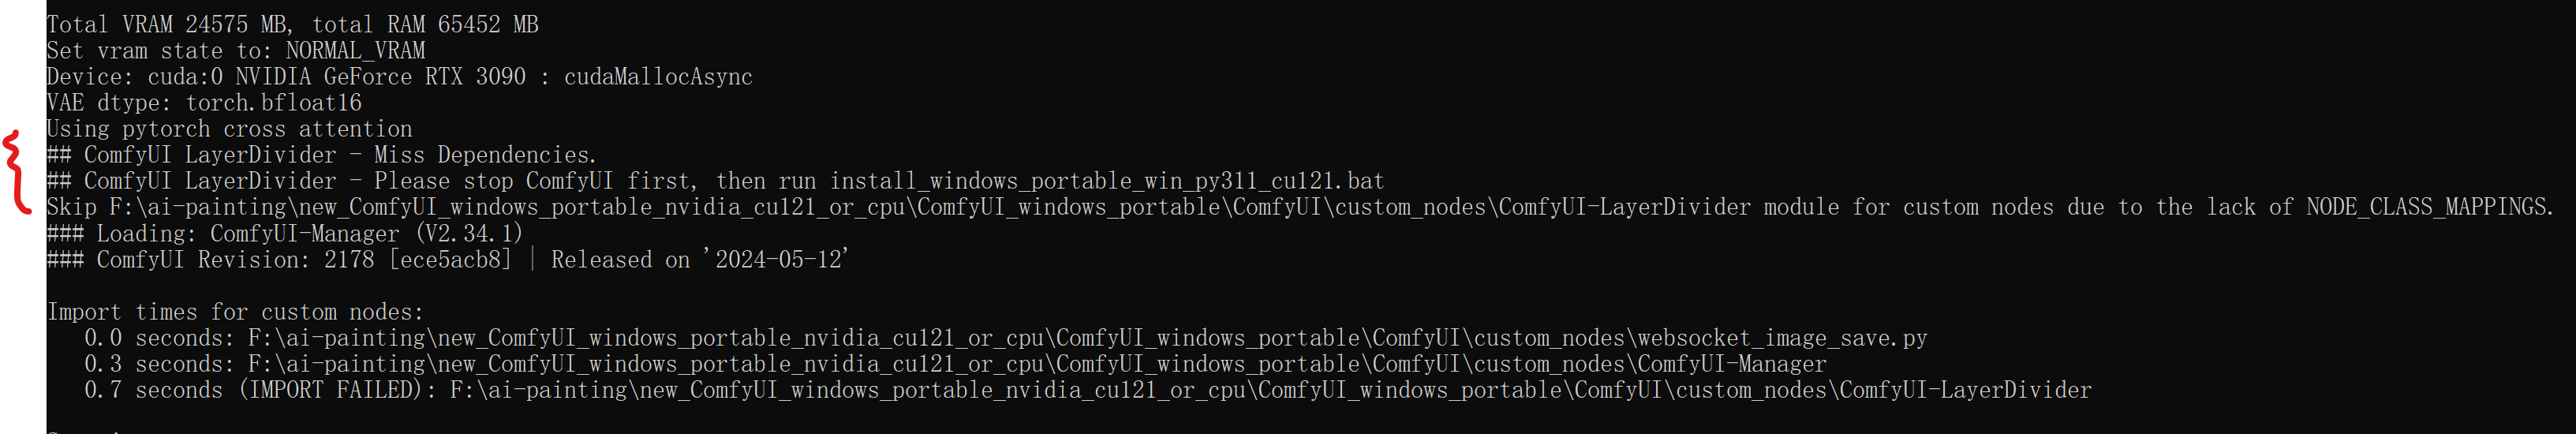 Total VRAM 24575 MB, total RAM 65452 MB
Set vram state to: NORMAL_VRAM
Device: cuda:0 NVIDIA GeForce RTX 3090 : cudaMallocAsync
VAE dtype: torch.bfloat16
Using pytorch cross attention
## ComfyUI LayerDivider - Miss Dependencies.
## ComfyUI LayerDivider - Please stop ComfyUI first, then run install_windows_portable_win_py311_cu121.bat
Skip F:\ai-painting\new_ComfyUI_windows_portable_nvidia_cu121_or_cpu\ComfyUI_windows_portable\ComfyUI\custom_nodes\ComfyUI-LayerDivider module for custom nodes due to the lack of NODE_CLASS_MAPPINGS.
### Loading: ComfyUI-Manager (V2.34.1)
### ComfyUI Revision: 2178 [ece5acb8] | Released on '2024-05-12'
Import times for custom nodes:
0.0 seconds: F:\ai-painting\new_ComfyUI_windows_portable_nvidia_cu121_or_cpu\ComfyUI_windows_portable\ComfyUI\custom_nodes\websocket_image_save.py
0.3 seconds: F:\ai-painting\new_ComfyUI_windows_portable_nvidia_cu121_or_cpu\ComfyUI_windows_portable\ComfyUI\custom_nodes\ComfyUI-Manager
0.7 seconds (IMPORT FAILED): F:\ai-painting\new_ComfyUI_windows_portable_nvidia_cu121_or_cpu\ComfyUI_windows_portable\ComfyUI\custom_nodes\ComfyUI-LayerDivider